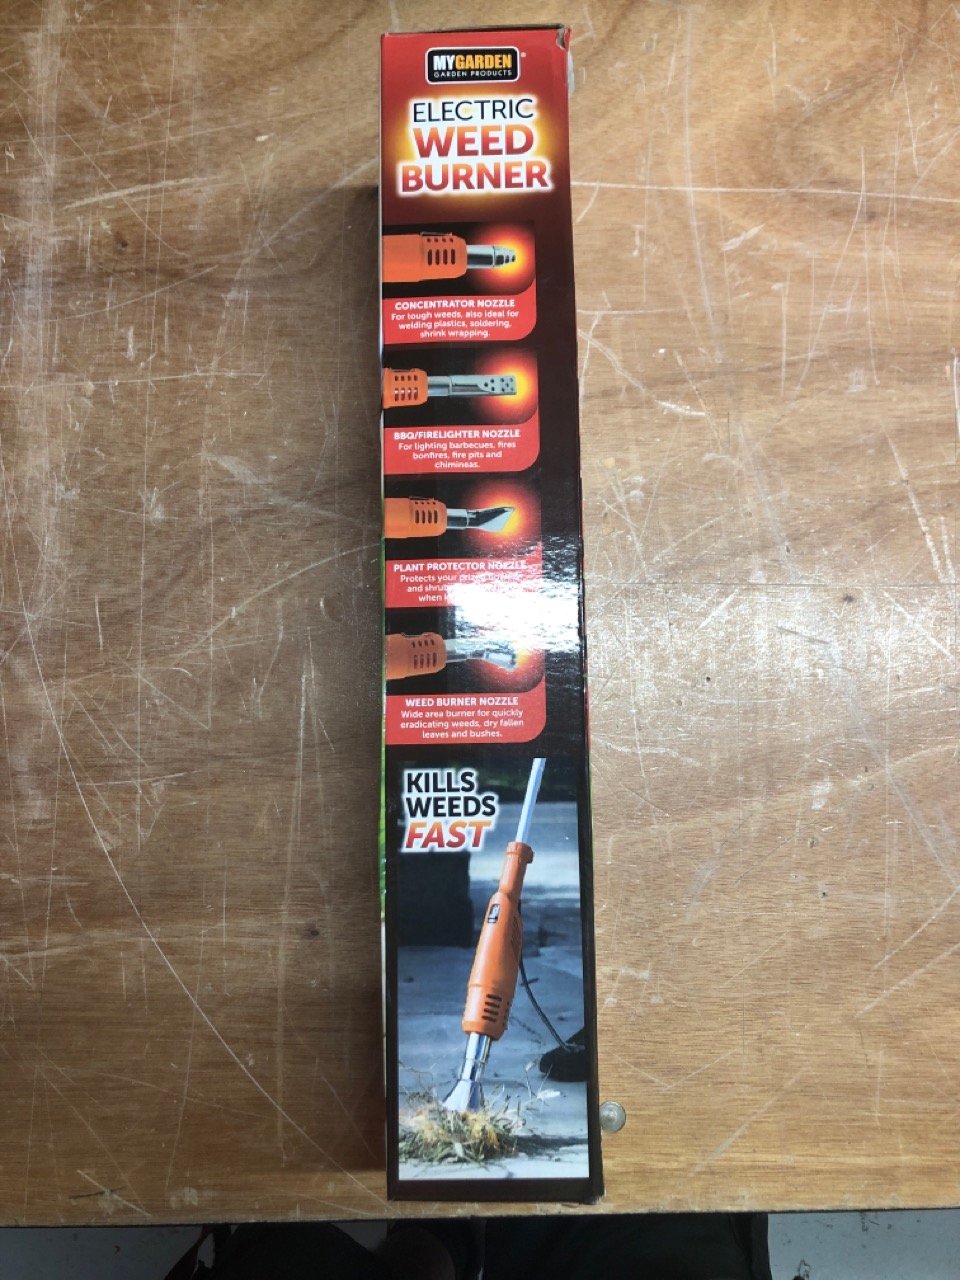 MYGARDEN
GARDEN PRODUCTS
ELECTRIC
WEED
BURNER
CONCENTRATOR NOZZLE
For tough weeds, also ideal for
welding plastics, soldering,
shrink wrapping.
BBQ/FIRELIGHTER NOZZLE
For lighting barbecues, fires
bonfires, fire pits and
chimineas.
PLANT PROTECTOR NOZZLE
Protects your prized
and
when
WEED BURNER NOZZLE
Wide area burner for quickly
eradicating weeds, dry fallen
leaves and bushes.
KILLS
WEEDS
FAST